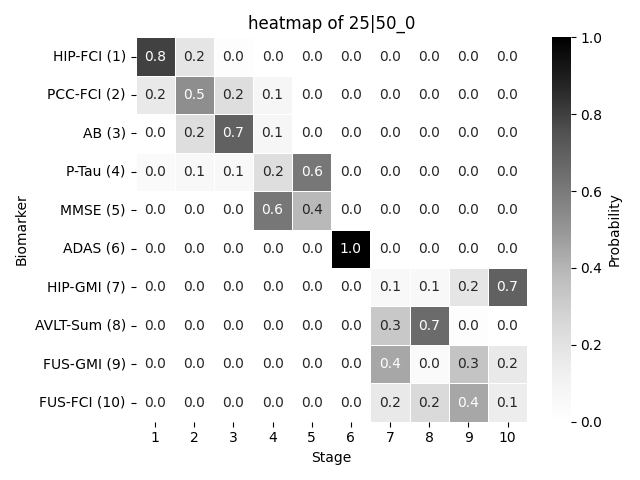 heatmap of 25|50_0
HIP-FCI (1) 0.8 0.2 0.0 0.0 0.0 0.0 0.0 0.0 0.0 0.0
PCC-FCI (2) 0.2 0.5 0.2 0.1 0.0 0.0 0.0 0.0 0.0 0.0
AB (3) 0.0 0.2 0.7 0.1 0.0 0.0 0.0 0.0 0.0 0.0
P-Tau (4) 0.0 0.1 0.1 0.2 0.6 0.0 0.0 0.0 0.0 0.0
MMSE (5) 0.0 0.0 0.0 0.6 0.4 0.0 0.0 0.0 0.0 0.0
ADAS (6) 0.0 0.0 0.0 0.0 0.0 1.0 0.0 0.0 0.0 0.0
HIP-GMI (7) 0.0 0.0 0.0 0.0 0.0 0.0 0.1 0.1 0.2 0.7
AVLT-Sum (8) 0.0 0.0 0.0 0.0 0.0 0.0 0.3 0.7 0.0 0.0
FUS-GMI (9) 0.0 0.0 0.0 0.0 0.0 0.0 0.4 0.0 0.3 0.2
FUS-FCI (10) 0.0 0.0 0.0 0.0 0.0 0.0 0.2 0.2 0.4 0.1
1 2 3 4 5 6 7 8 9 10
Stage
Biomarker
1.0
0.8
0.6
0.4
0.2
0.0
Probability